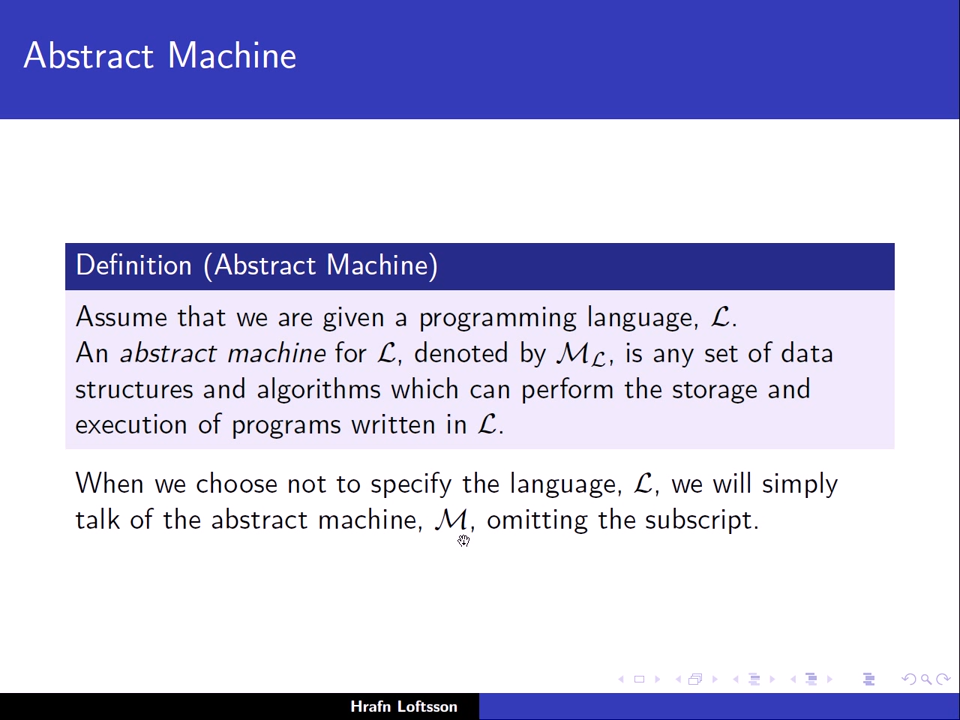 Abstract Machine
Definition (Abstract Machine)
Assume that we are given a programming language, ℒ.
An abstract machine for ℒ, denoted by ℳ_ℒ, is any set of data
structures and algorithms which can perform the storage and
execution of programs written in ℒ.
When we choose not to specify the language, ℒ, we will simply
talk of the abstract machine, ℳ, omitting the subscript.
Hrafn Loftsson